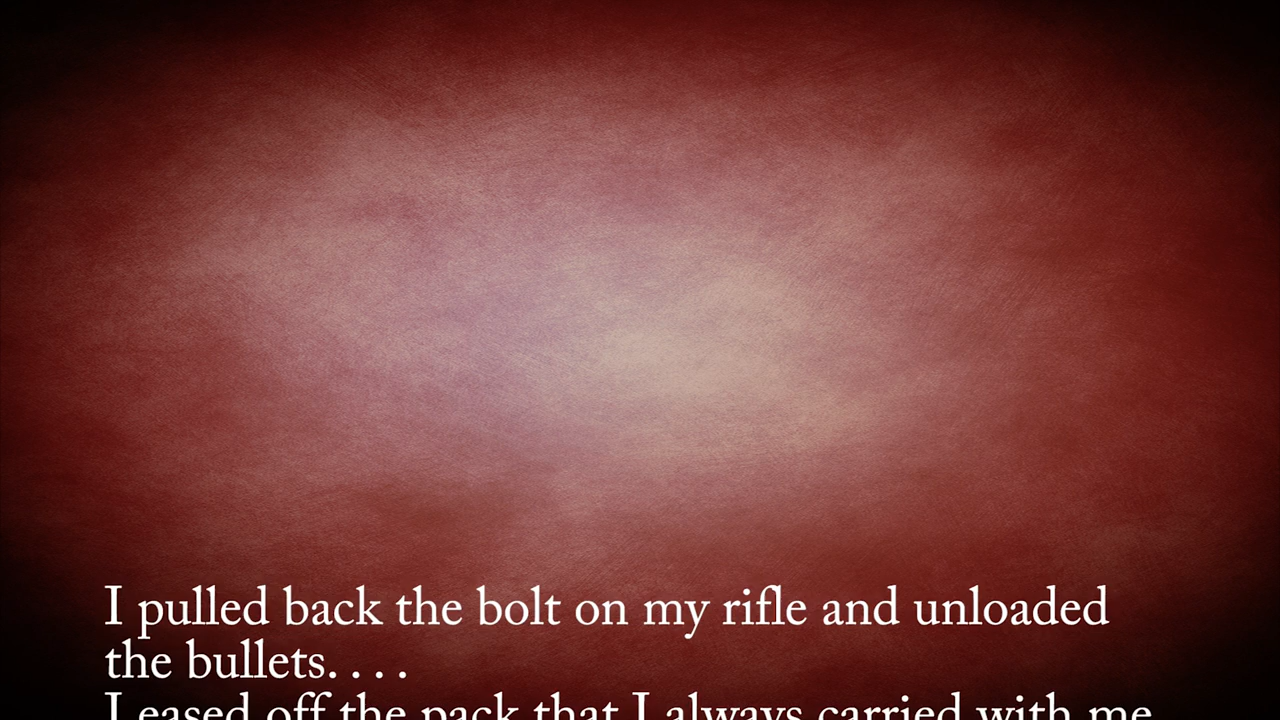 I pulled back the bolt on my rifle and unloaded
the bullets. . . .
I eased off the pack that I always carried with me